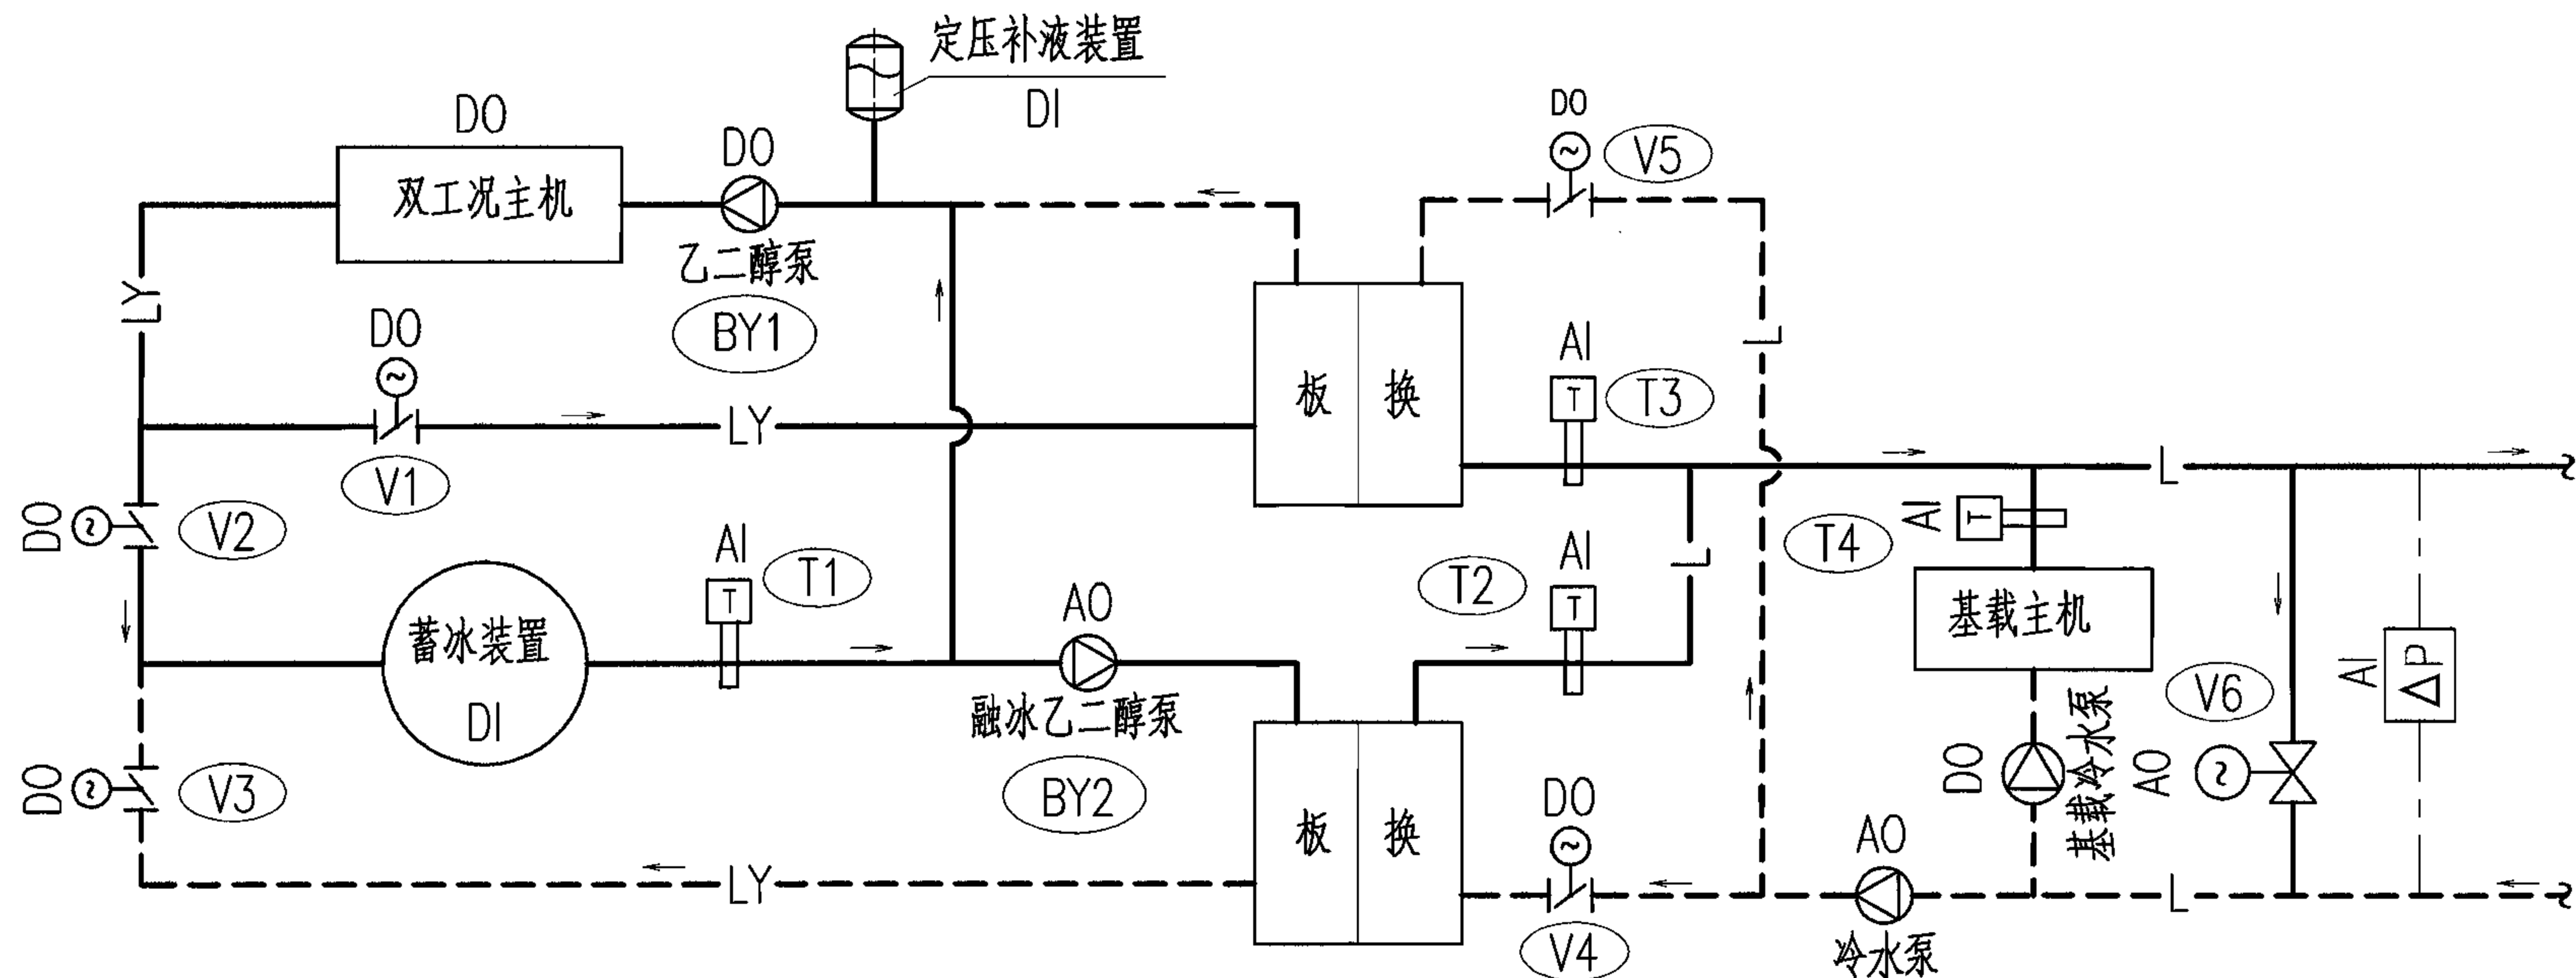 定压补液装置
DI
DO
双工况主机
DO
乙二醇泵
BY1
DO
V5
LY
DO
V1
LY
板 换
AI
T
T3
L
L
DO
V2
蓄冰装置
DI
AI
T
T1
AO
融冰乙二醇泵
BY2
AI
T
T2
L
T4
AI
T
基载主机
DO
基载冷水泵
V6
AO
AI
ΔP
DO
V3
LY
板 换
DO
V4
AO
冷水泵
L